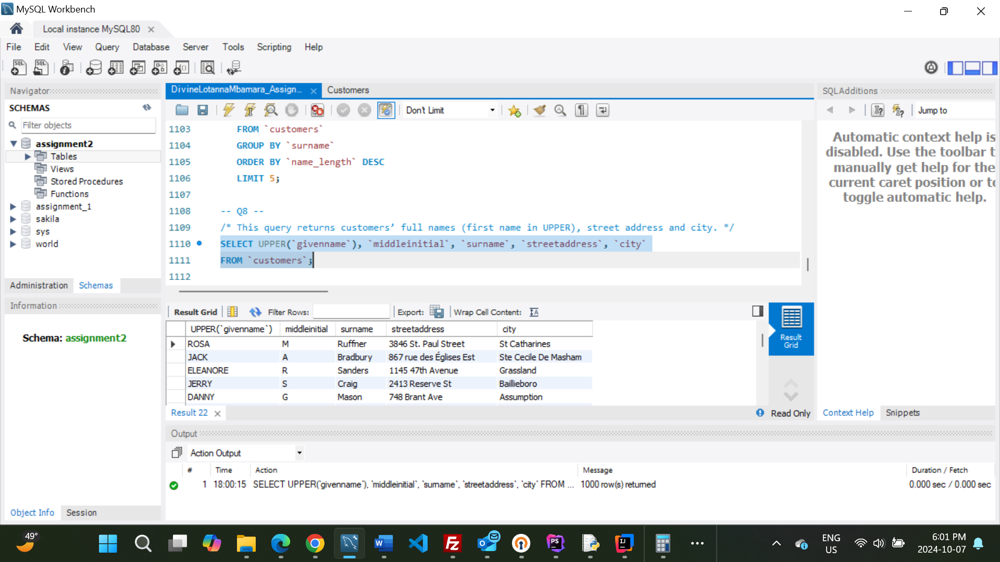 MySQL Workbench
Local instance MySQL80
File Edit View Query Database Server Tools Scripting Help
Navigator
SCHEMAS
Filter objects
assignment2
Tables
Views
Stored Procedures
Functions
assignment_1
sakila
sys
world
Administration Schemas
Information
Schema: assignment2
Object Info Session
DivineLotannaMbamara_Assign... Customers
Don't Limit
1103 FROM `customers`
1104 GROUP BY `surname`
1105 ORDER BY `name_length` DESC
1106 LIMIT 5;
1107
1108 -- Q8 --
1109 /* This query returns customers’ full names (first name in UPPER), street address and city. */
1110 SELECT UPPER(`givenname`), `middleinitial`, `surname`, `streetaddress`, `city`
1111 FROM `customers`;
1112
Result Grid Filter Rows: Export: Wrap Cell Content:
UPPER(`givenname`) middleinitial surname streetaddress city
ROSA M Ruffner 3846 St. Paul Street St Catharines
JACK A Bradbury 867 rue des Églises Est Ste Cecile De Masham
ELEANORE R Sanders 1145 47th Avenue Grassland
JERRY S Craig 2413 Reserve St Baillieboro
DANNY G Mason 748 Brant Ave Assumption
Result
Grid
Result 22 Read Only
Output
Action Output
# Time Action Message Duration / Fetch
1 18:00:15 SELECT UPPER(`givenname`), `middleinitial`, `surname`, `streetaddress`, `city` FROM ... 1000 row(s) returned 0.000 sec / 0.000 sec
SQLAdditions
Jump to
Automatic context help is
disabled. Use the toolbar t
manually get help for the
current caret position or to
toggle automatic help.
Context Help Snippets
49°
ENG
US
6:01 PM
2024-10-07